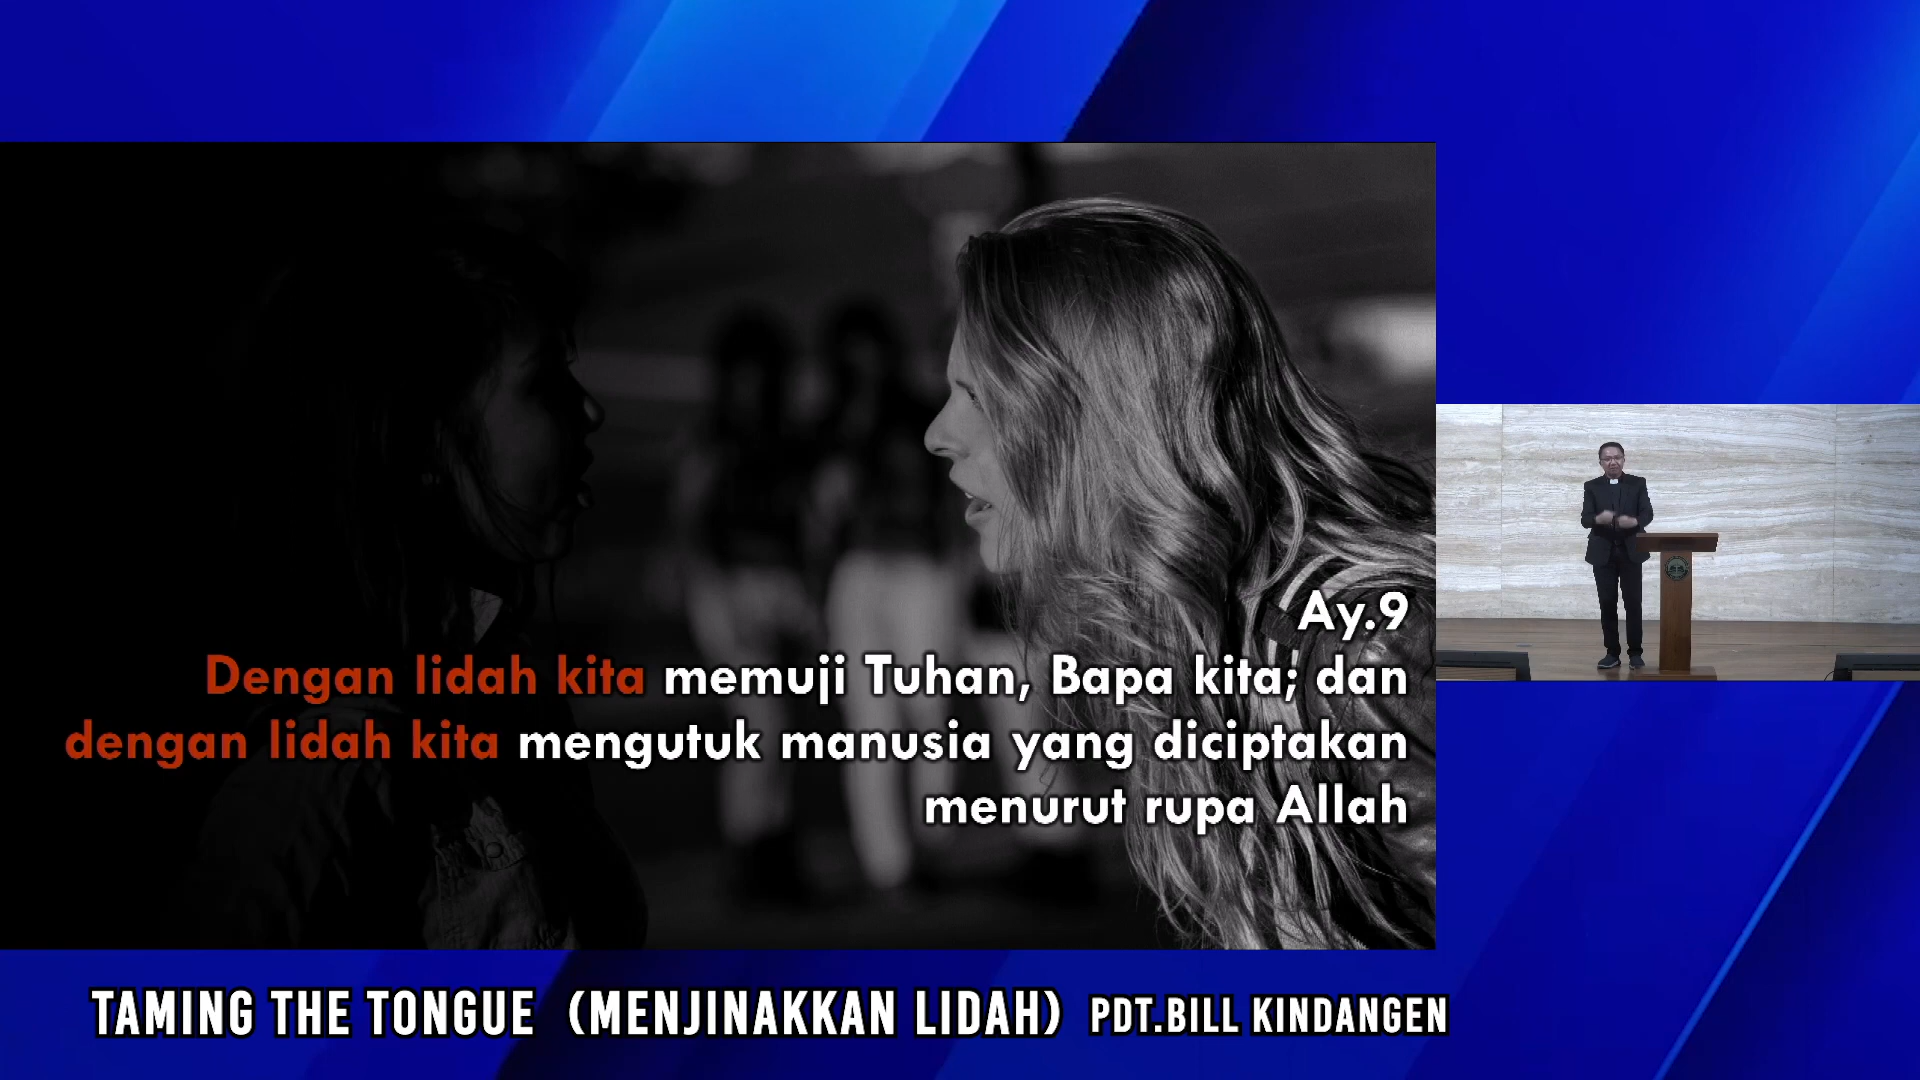 Ay.9
Dengan lidah kita memuji Tuhan, Bapa kita; dan
dengan lidah kita mengutuk manusia yang diciptakan
menurut rupa Allah
TAMING THE TONGUE (MENJINAKKAN LIDAH) PDT.BILL KINDANGEN